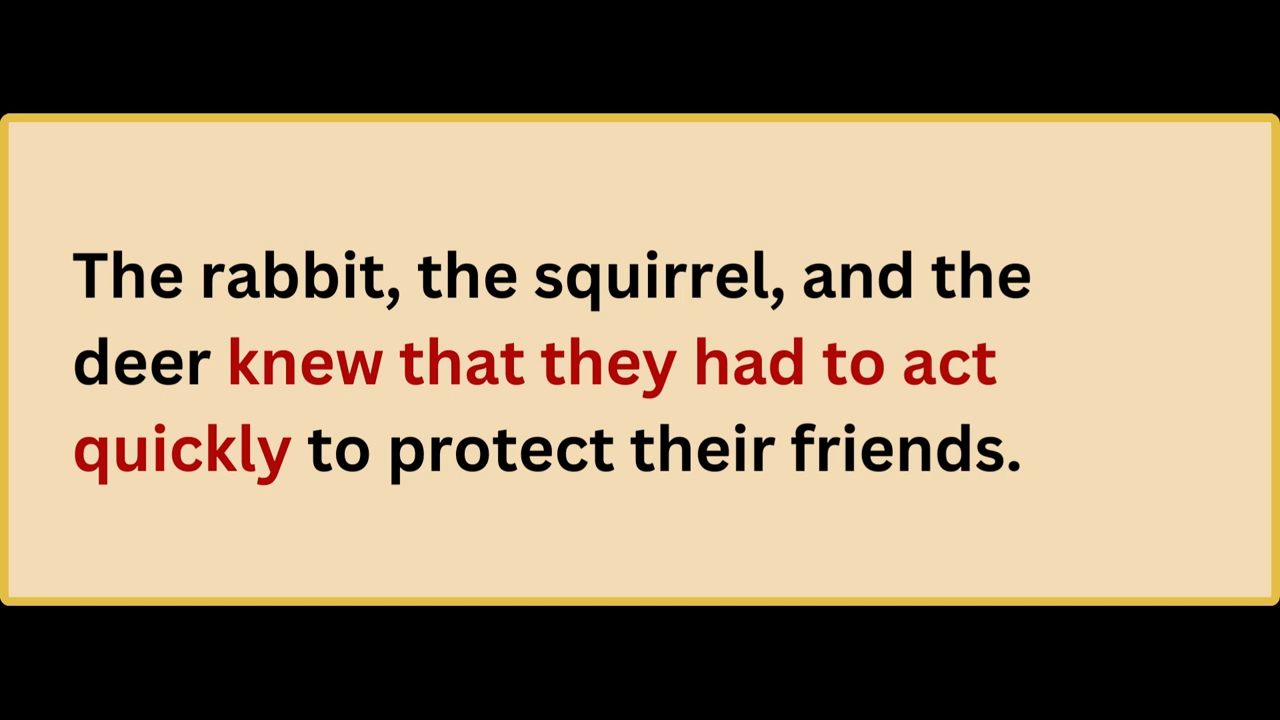 The rabbit, the squirrel, and the
deer knew that they had to act
quickly to protect their friends.